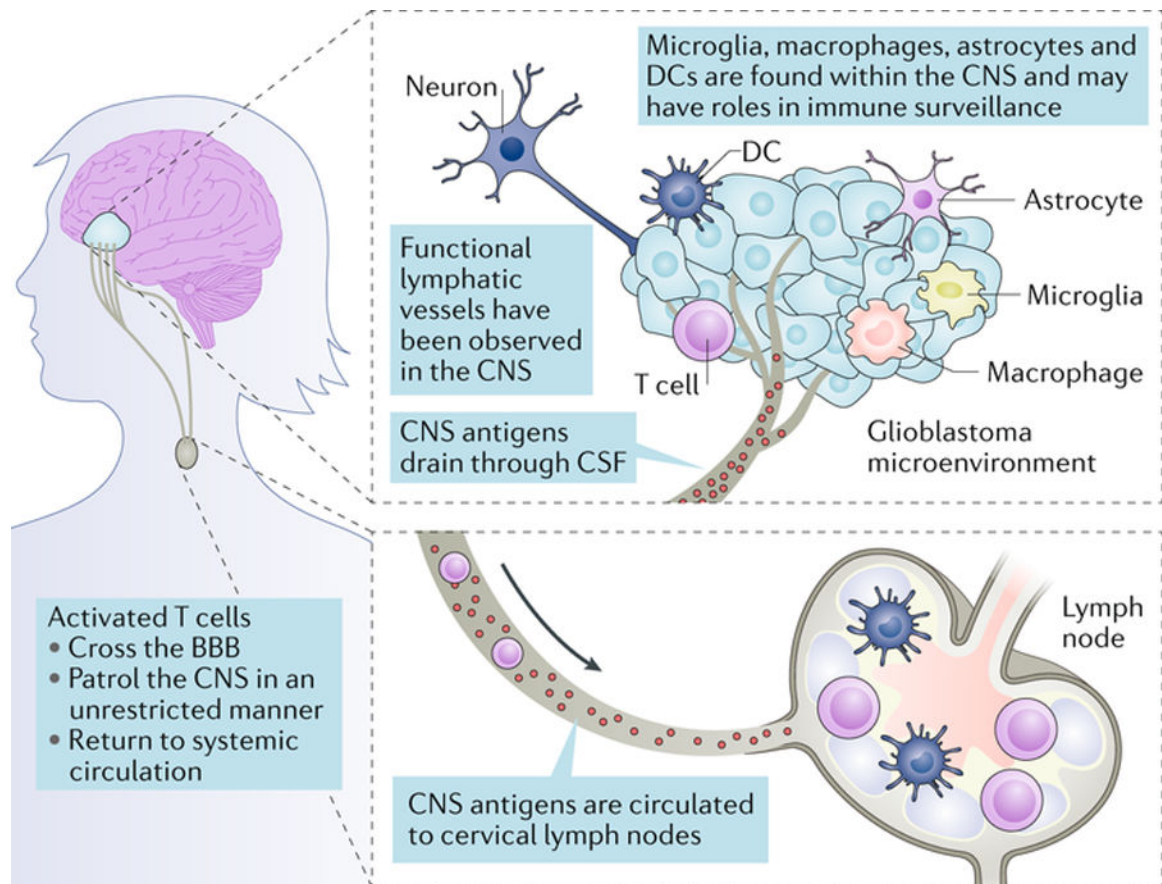 Microglia, macrophages, astrocytes and
DCs are found within the CNS and may
have roles in immune surveillance
Neuron
DC
Astrocyte
Functional
lymphatic
vessels have
been observed
in the CNS
Microglia
T cell
Macrophage
CNS antigens
drain through CSF
Glioblastoma
microenvironment
Activated T cells
• Cross the BBB
• Patrol the CNS in an
unrestricted manner
• Return to systemic
circulation
Lymph
node
CNS antigens are circulated
to cervical lymph nodes